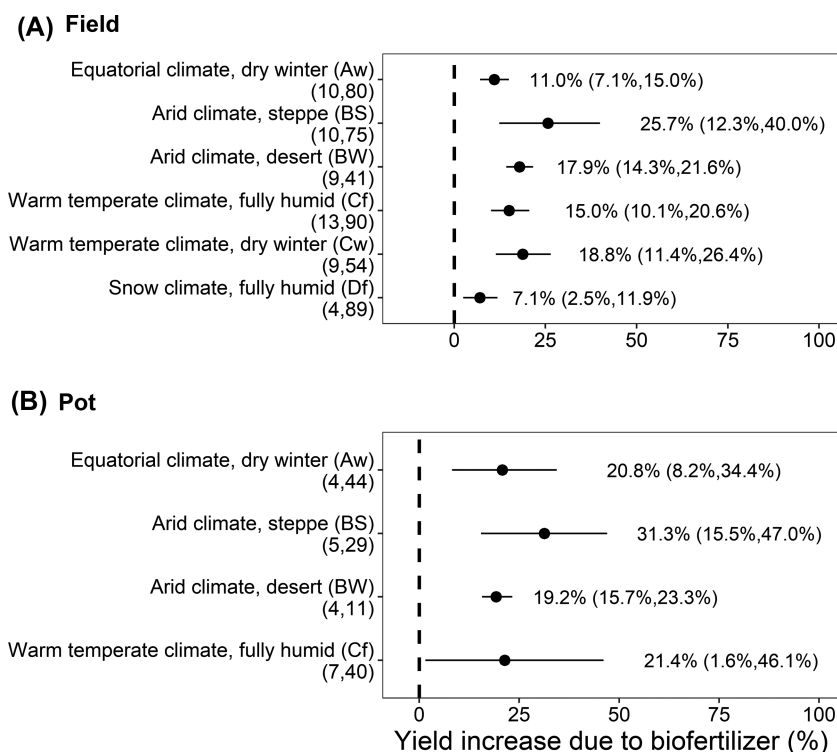 (A) Field
Equatorial climate, dry winter (Aw)
(10,80)
11.0% (7.1%,15.0%)
Arid climate, steppe (BS)
(10,75)
25.7% (12.3%,40.0%)
Arid climate, desert (BW)
(9,41)
17.9% (14.3%,21.6%)
Warm temperate climate, fully humid (Cf)
(13,90)
15.0% (10.1%,20.6%)
Warm temperate climate, dry winter (Cw)
(9,54)
18.8% (11.4%,26.4%)
Snow climate, fully humid (Df)
(4,89)
7.1% (2.5%,11.9%)
0 25 50 75 100
(B) Pot
Equatorial climate, dry winter (Aw)
(4,44)
20.8% (8.2%,34.4%)
Arid climate, steppe (BS)
(5,29)
31.3% (15.5%,47.0%)
Arid climate, desert (BW)
(4,11)
19.2% (15.7%,23.3%)
Warm temperate climate, fully humid (Cf)
(7,40)
21.4% (1.6%,46.1%)
0 25 50 75 100
Yield increase due to biofertilizer (%)